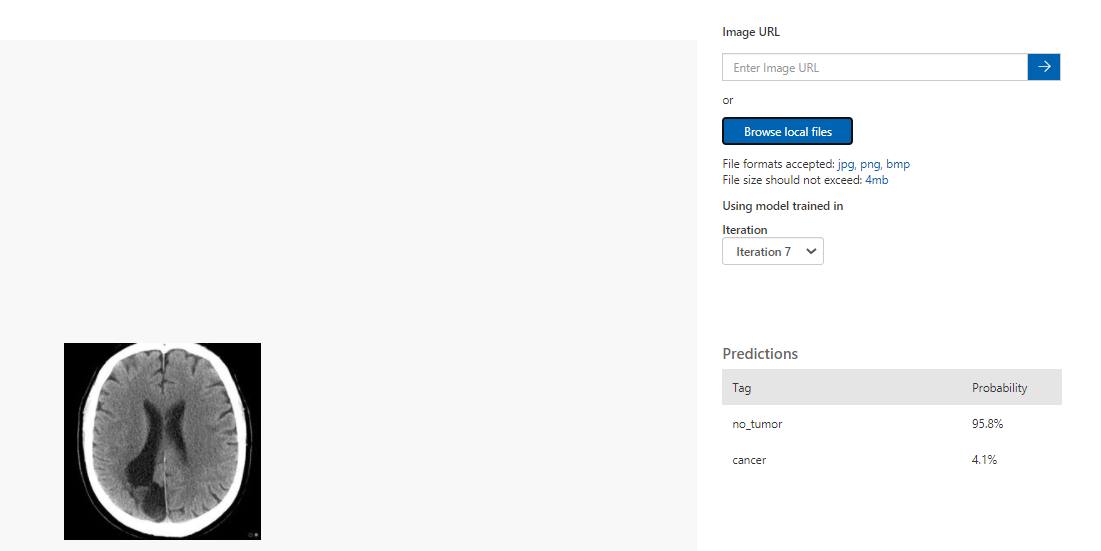 Image URL
Enter Image URL
or
Browse local files
File formats accepted: jpg, png, bmp
File size should not exceed: 4mb
Using model trained in
Iteration
Iteration 7
Predictions
Tag Probability
no_tumor 95.8%
cancer 4.1%